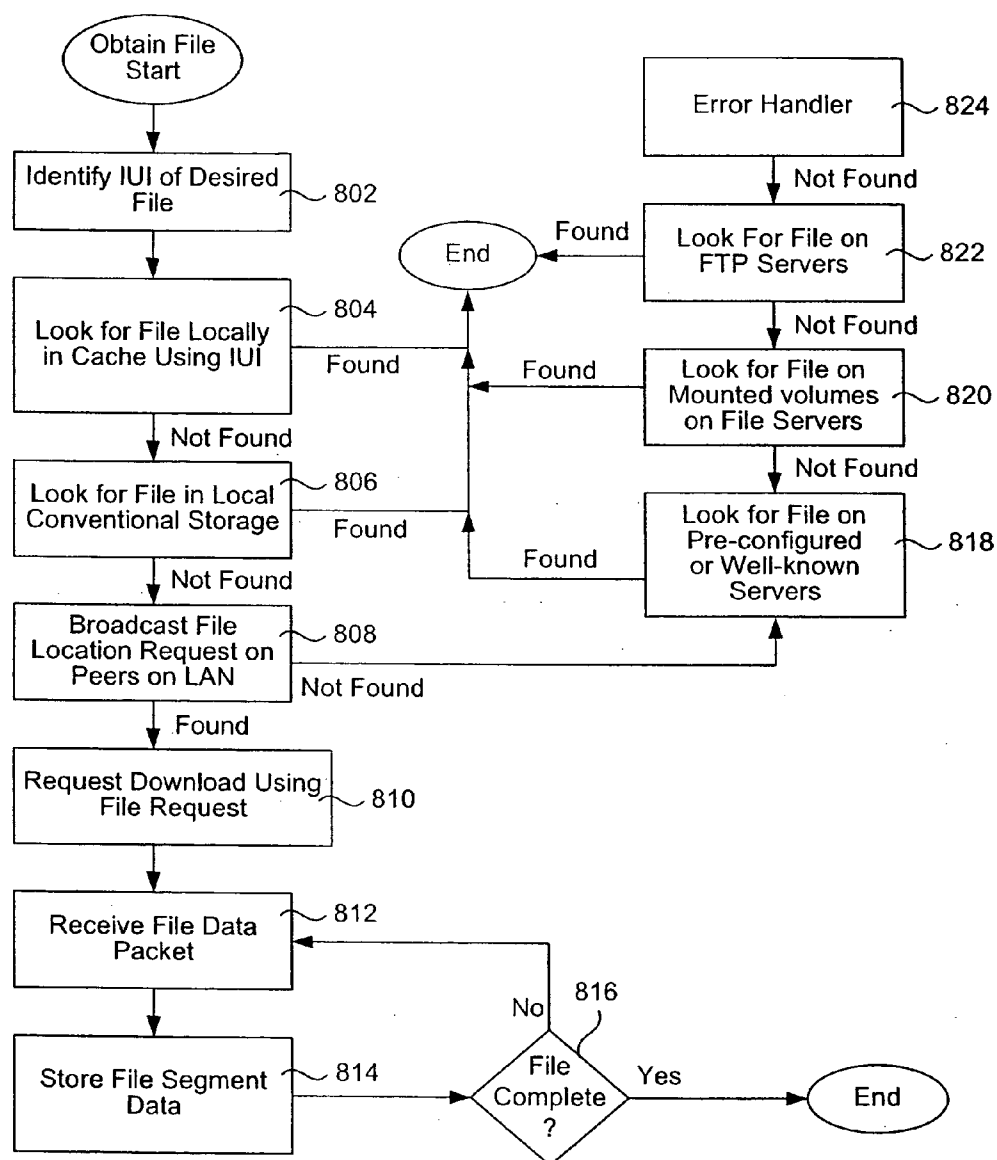 Obtain File
Start
Identify IUI of Desired
File
802
Look for File Locally
in Cache Using IUI
804
Found
Not Found
Look for File in Local
Conventional Storage
806
Found
Not Found
Broadcast File
Location Request on
Peers on LAN
808
Not Found
Found
Request Download Using
File Request
810
Receive File Data
Packet
812
Store File Segment
Data
814
File
Complete
?
816
No
Yes
End
Error Handler
824
Not Found
Look For File on
FTP Servers
822
Found
End
Not Found
Look for File on
Mounted volumes
on File Servers
820
Found
Not Found
Look for File on
Pre-configured
or Well-known
Servers
818
Found